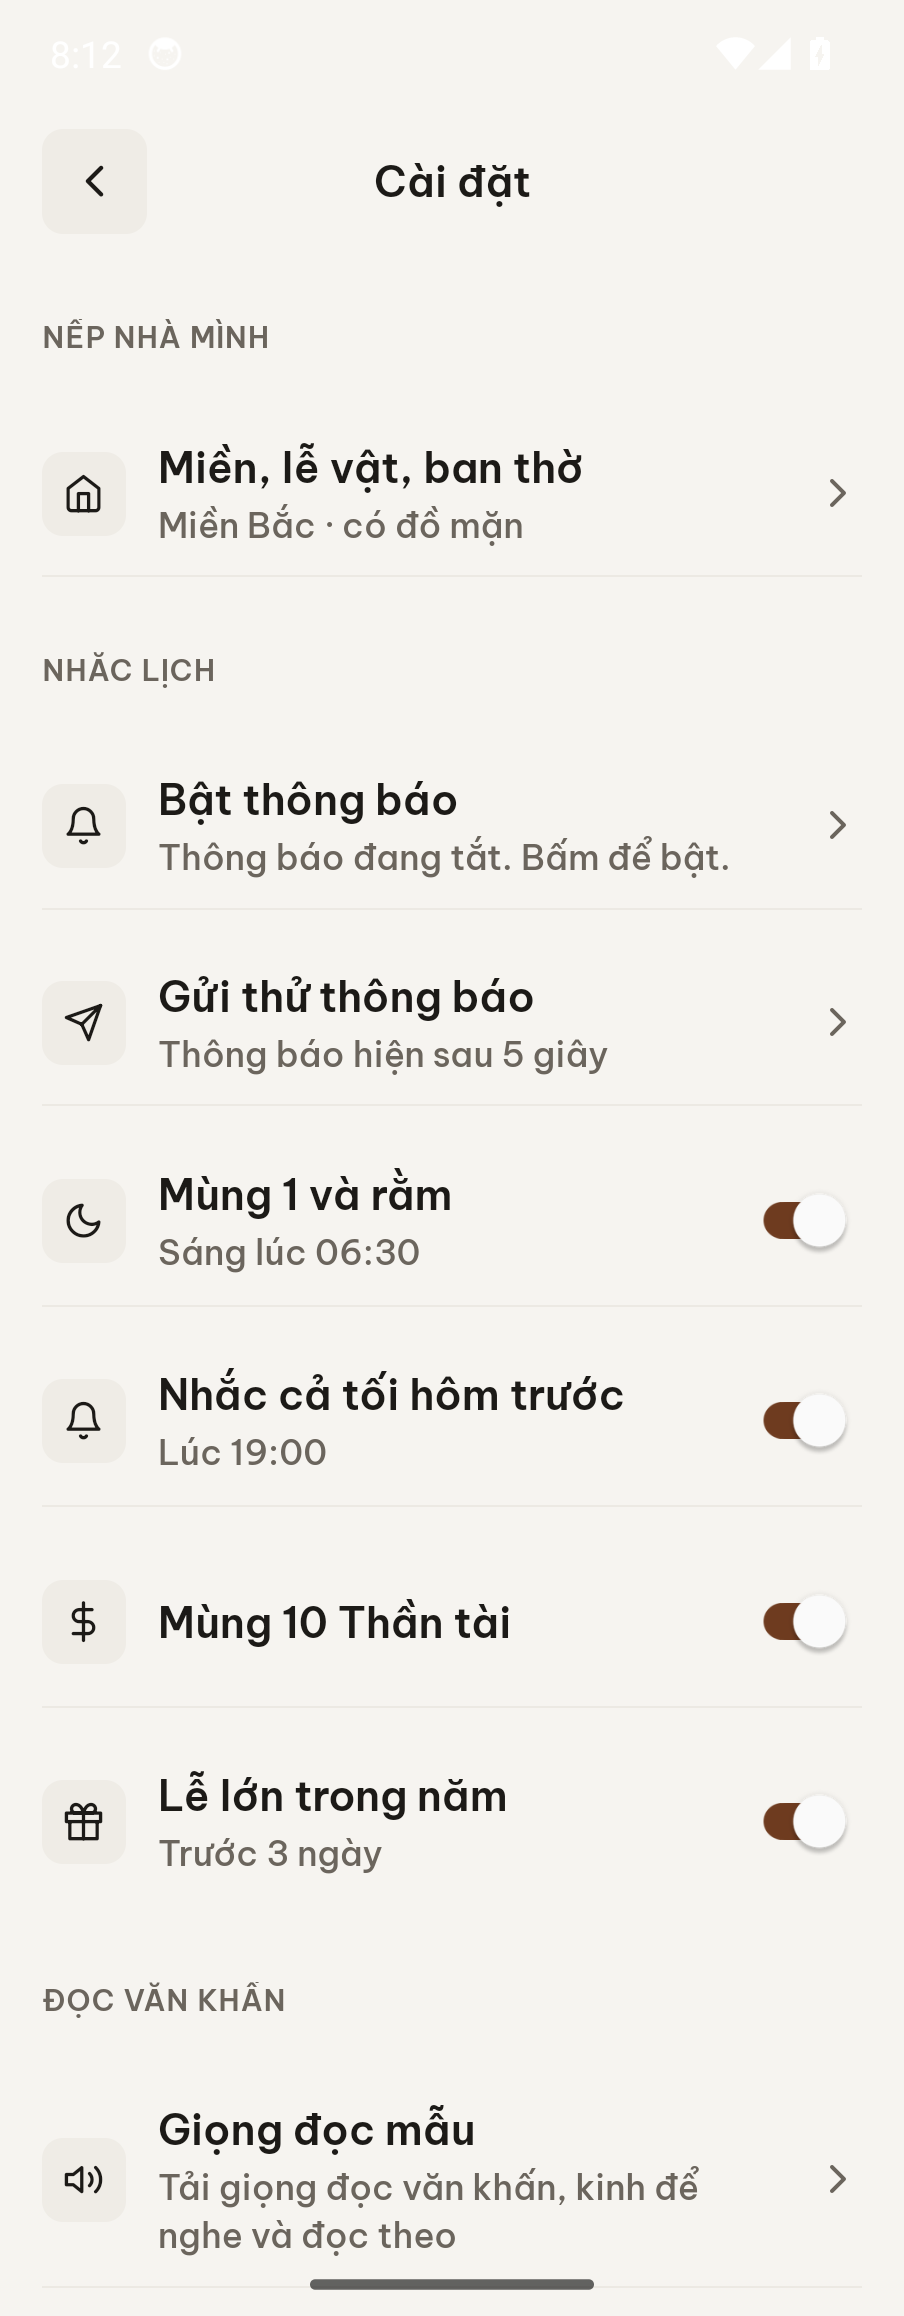 8:12
Cài đặt
NẾP NHÀ MÌNH
Miền, lễ vật, ban thờ
Miền Bắc · có đồ mặn
NHẮC LỊCH
Bật thông báo
Thông báo đang tắt. Bấm để bật.
Gửi thử thông báo
Thông báo hiện sau 5 giây
Mùng 1 và rằm
Sáng lúc 06:30
Nhắc cả tối hôm trước
Lúc 19:00
Mùng 10 Thần tài
Lễ lớn trong năm
Trước 3 ngày
ĐỌC VĂN KHẤN
Giọng đọc mẫu
Tải giọng đọc văn khấn, kinh để
nghe và đọc theo